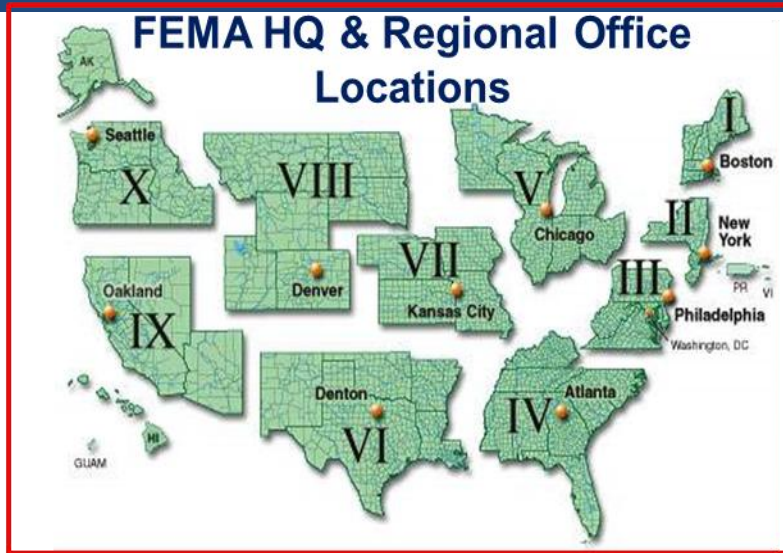 FEMA HQ & Regional Office
Locations
AK
Seattle
X
VIII
V
Chicago
I
Boston
II
New
York
PR
VI
III
Philadelphia
Washington, DC
Denver
VII
Kansas City
Oakland
IX
HI
GUAM
Denton
VI
Atlanta
IV